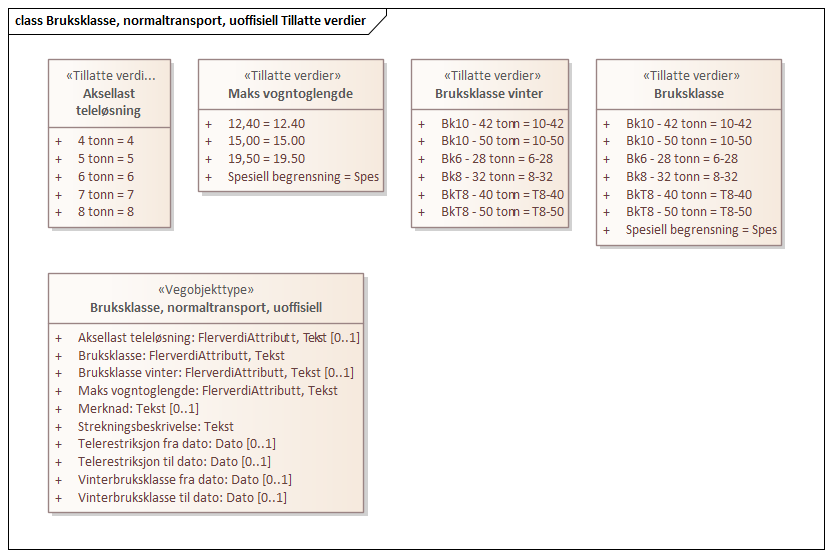 class Bruksklasse, normaltransport, uoffisiell Tillatte verdier
«Tillatte verdi...
Aksellast
teleløsning
+ 4 tonn = 4
+ 5 tonn = 5
+ 6 tonn = 6
+ 7 tonn = 7
+ 8 tonn = 8
«Tillatte verdier»
Maks vogntoglengde
+ 12,40 = 12.40
+ 15,00 = 15.00
+ 19,50 = 19.50
+ Spesiell begrensning = Spes
«Tillatte verdier»
Bruksklasse vinter
+ Bk10 - 42 tonn = 10-42
+ Bk10 - 50 tonn = 10-50
+ Bk6 - 28 tonn = 6-28
+ Bk8 - 32 tonn = 8-32
+ BkT8 - 40 tonn = T8-40
+ BkT8 - 50 tonn = T8-50
«Tillatte verdier»
Bruksklasse
+ Bk10 - 42 tonn = 10-42
+ Bk10 - 50 tonn = 10-50
+ Bk6 - 28 tonn = 6-28
+ Bk8 - 32 tonn = 8-32
+ BkT8 - 40 tonn = T8-40
+ BkT8 - 50 tonn = T8-50
+ Spesiell begrensning = Spes
«Vegobjekttype»
Bruksklasse, normaltransport, uoffisiell
+ Aksellast teleløsning: FlerverdiAttributt, Tekst [0..1]
+ Bruksklasse: FlerverdiAttributt, Tekst
+ Bruksklasse vinter: FlerverdiAttributt, Tekst [0..1]
+ Maks vogntoglengde: FlerverdiAttributt, Tekst
+ Merknad: Tekst [0..1]
+ Strekningsbeskrivelse: Tekst
+ Telerestriksjon fra dato: Dato [0..1]
+ Telerestriksjon til dato: Dato [0..1]
+ Vinterbruksklasse fra dato: Dato [0..1]
+ Vinterbruksklasse til dato: Dato [0..1]